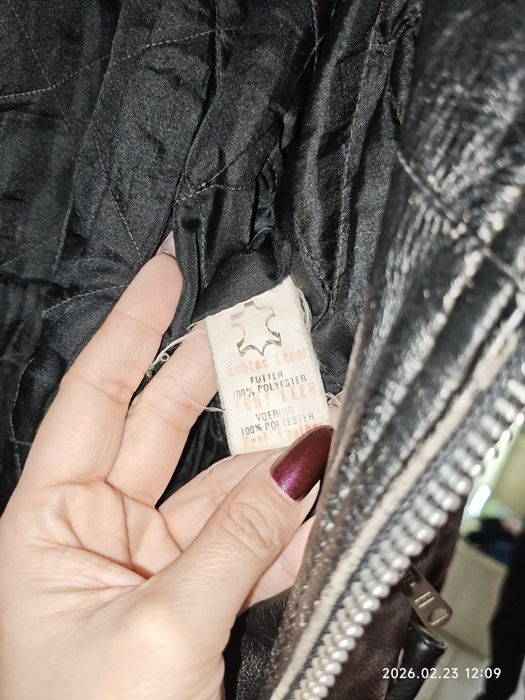 Echtes Leder
FUTTER
100% POLYESTER
ECHT LEER
VOERING
100% POLYESTER
Real Leather
H
2026.02.23 12:09